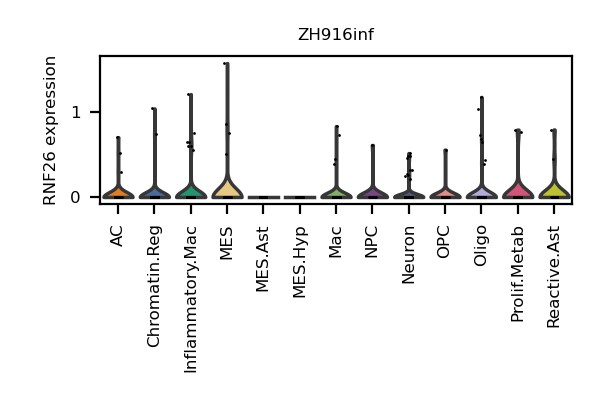 ZH916inf
RNF26 expression
1
0
AC
Chromatin.Reg
Inflammatory.Mac
MES
MES.Ast
MES.Hyp
Mac
NPC
Neuron
OPC
Oligo
Prolif.Metab
Reactive.Ast